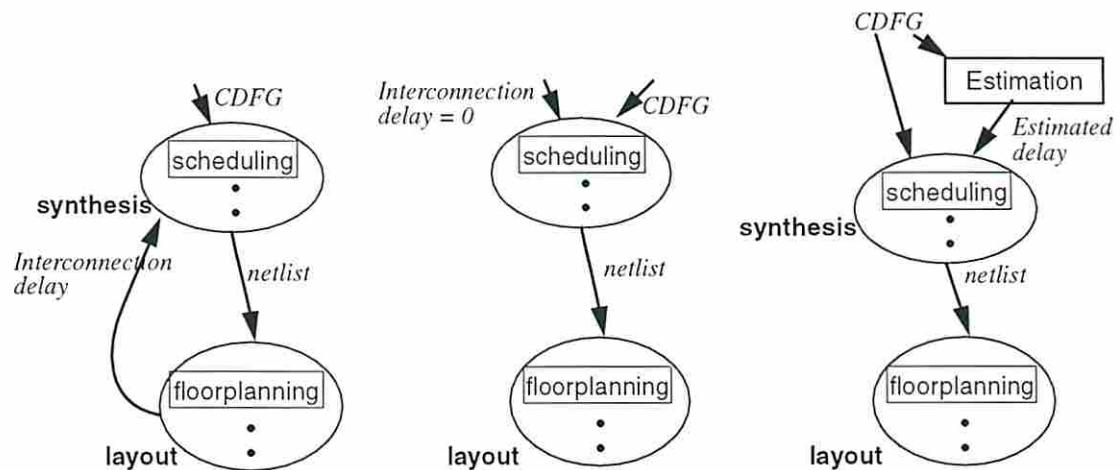 CDFG
scheduling
synthesis
Interconnection
delay
netlist
floorplanning
layout
Interconnection
delay = 0
CDFG
scheduling
netlist
floorplanning
layout
CDFG
Estimation
Estimated
delay
scheduling
synthesis
netlist
floorplanning
layout